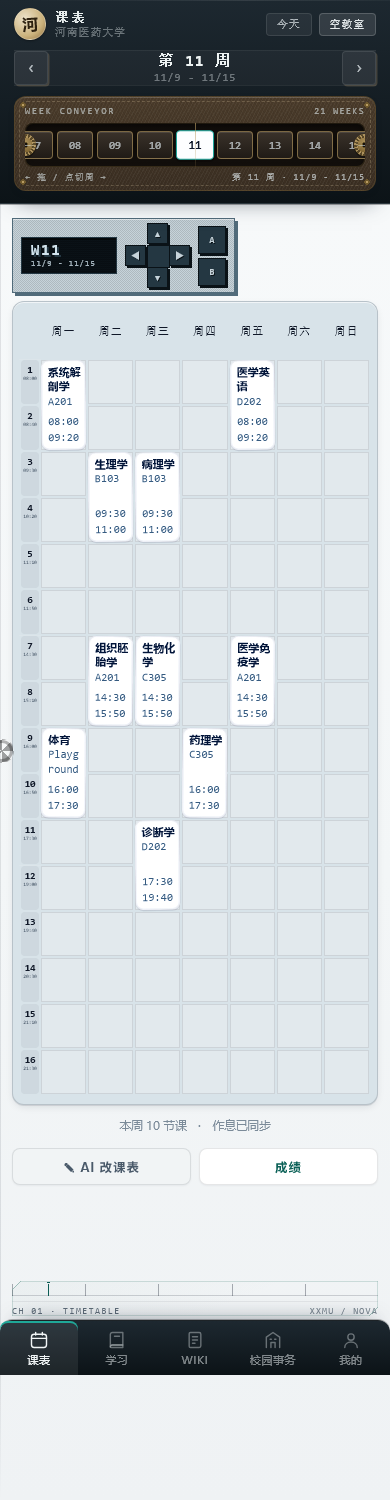 河
课表
河南医药大学
今天
空教室
‹
第 11 周
11/9 - 11/15
›
WEEK CONVEYOR
21 WEEKS
08
09
10
11
12
13
14
← 拖 / 点切周 →
第 11 周 · 11/9 - 11/15
W11
11/9 - 11/15
▲
◀
▶
▼
A
B
周一
周二
周三
周四
周五
周六
周日
1
系统解
剖学
A201
08:00
09:20
医学英
语
D202
08:00
09:20
2
3
生理学
B103
09:30
11:00
病理学
B103
09:30
11:00
4
5
6
7
组织胚
胎学
A201
14:30
15:50
生物化
学
C305
14:30
15:50
医学免
疫学
A201
14:30
15:50
8
9
体育
Playg
round
16:00
17:30
药理学
C305
16:00
17:30
10
11
诊断学
D202
17:30
19:40
12
13
14
15
16
本周 10 节课 · 作息已同步
AI 改课表
成绩
CH 01 · TIMETABLE
XXMU / NOVA
课表
学习
WIKI
校园事务
我的